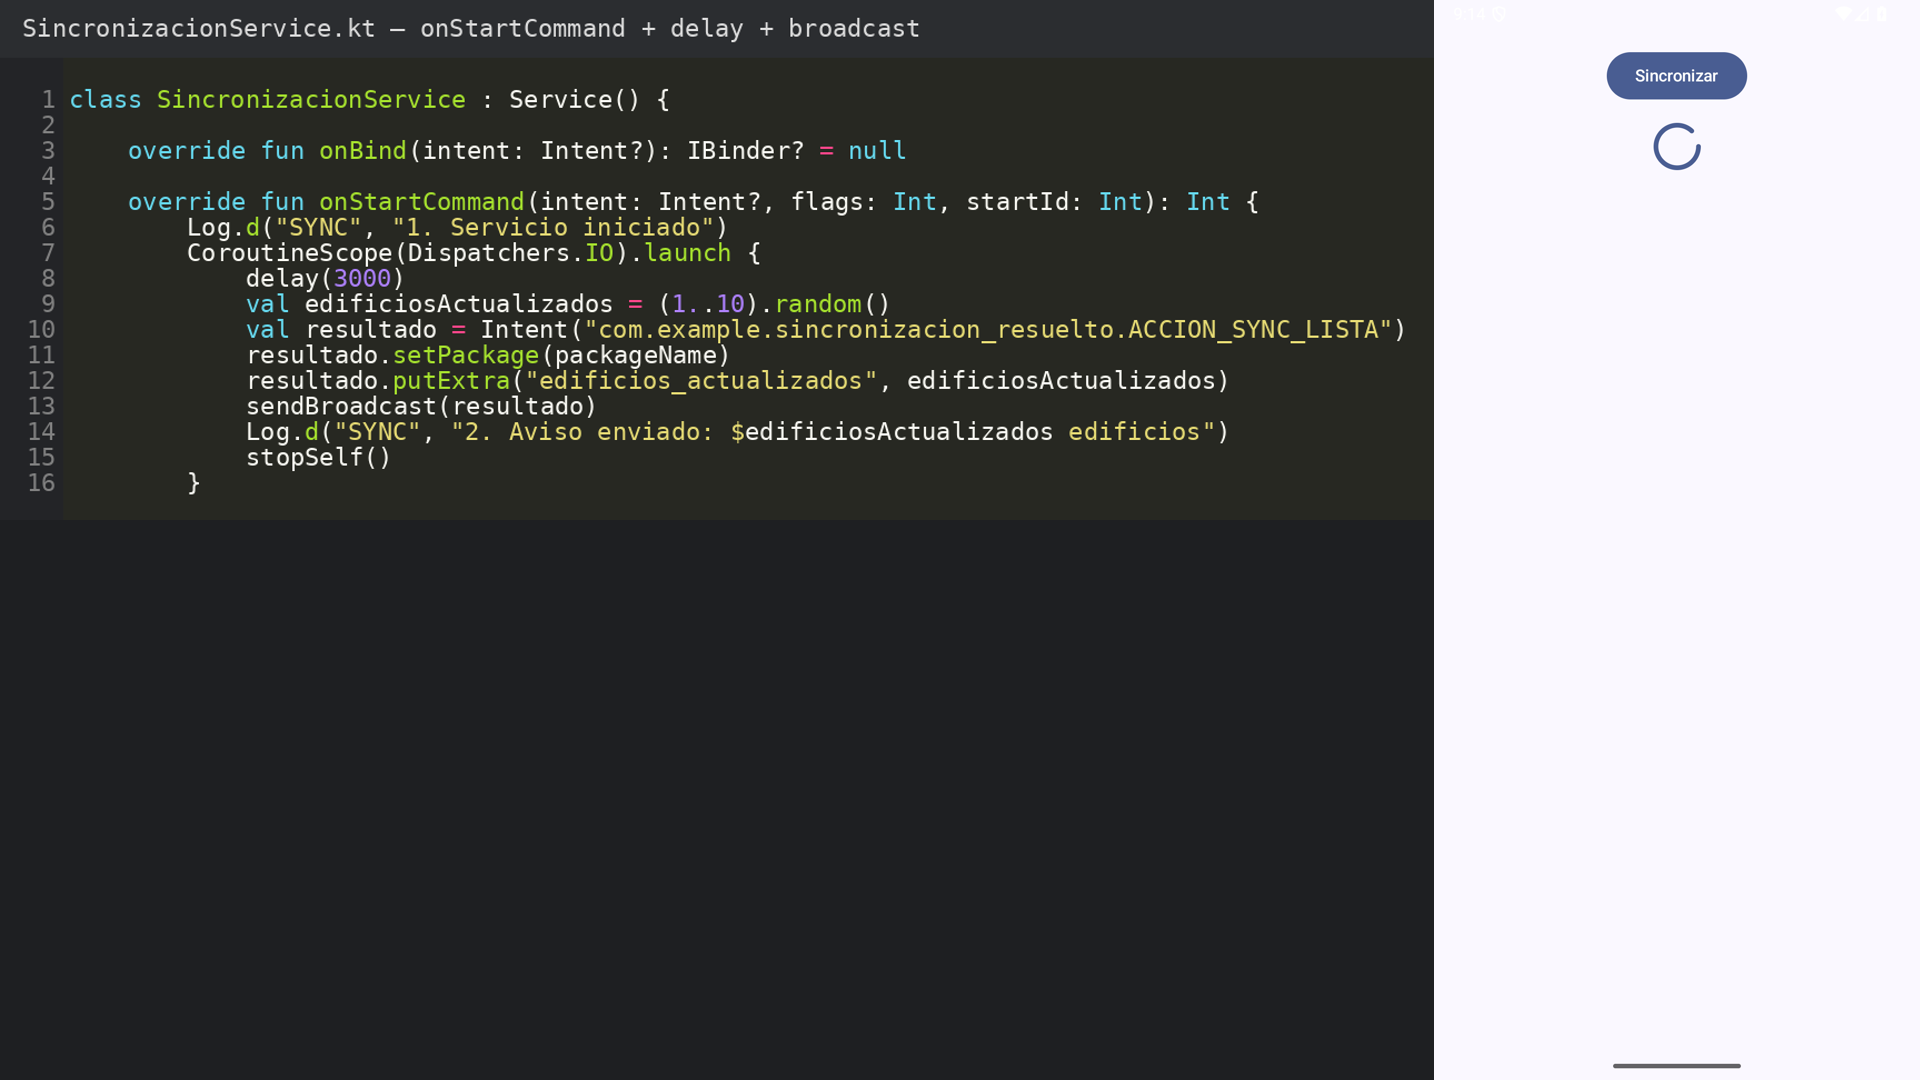 SincronizacionService.kt — onStartCommand + delay + broadcast
1 class SincronizacionService : Service() {
2
3     override fun onBind(intent: Intent?): IBinder? = null
4
5     override fun onStartCommand(intent: Intent?, flags: Int, startId: Int): Int {
6         Log.d("SYNC", "1. Servicio iniciado")
7         CoroutineScope(Dispatchers.IO).launch {
8             delay(3000)
9             val edificiosActualizados = (1..10).random()
10             val resultado = Intent("com.example.sincronizacion_resuelto.ACCION_SYNC_LISTA")
11             resultado.setPackage(packageName)
12             resultado.putExtra("edificios_actualizados", edificiosActualizados)
13             sendBroadcast(resultado)
14             Log.d("SYNC", "2. Aviso enviado: $edificiosActualizados edificios")
15             stopSelf()
16         }
9:14
Sincronizar